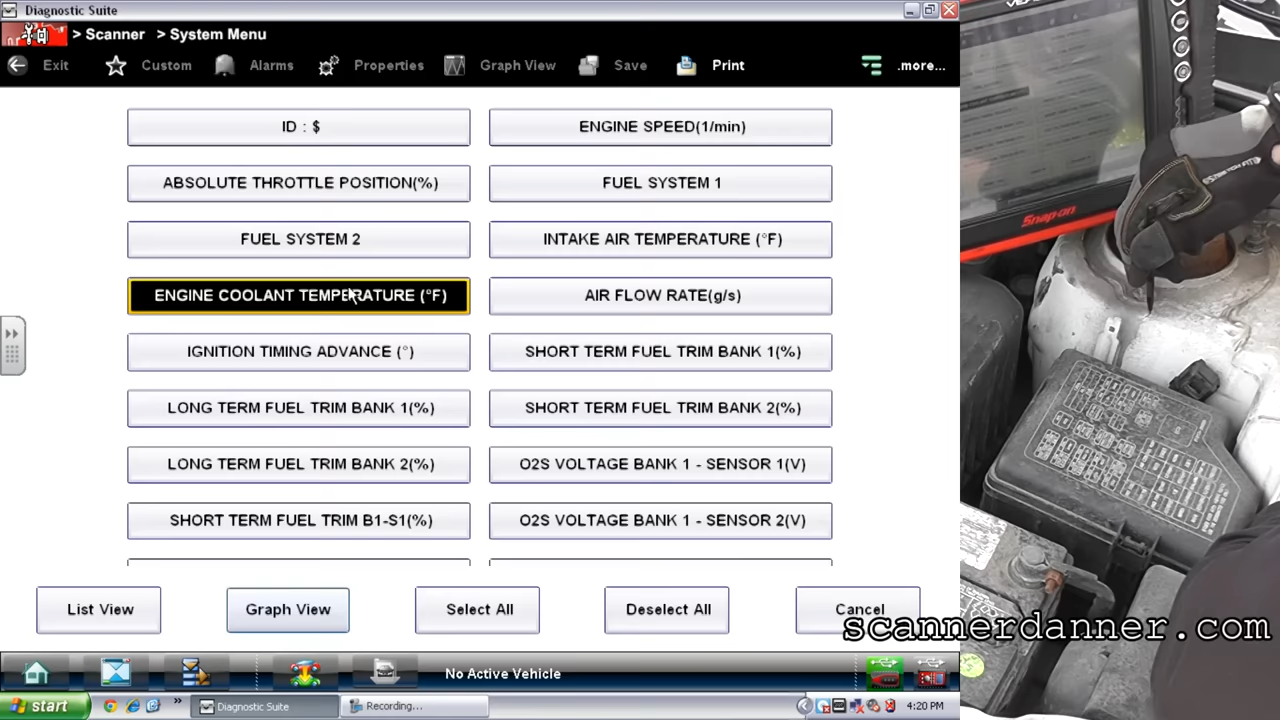 Diagnostic Suite
> Scanner > System Menu
Exit Custom Alarms Properties Graph View Save Print .more...
ID : $
ENGINE SPEED(1/min)
ABSOLUTE THROTTLE POSITION(%)
FUEL SYSTEM 1
FUEL SYSTEM 2
INTAKE AIR TEMPERATURE (°F)
ENGINE COOLANT TEMPERATURE (°F)
AIR FLOW RATE(g/s)
IGNITION TIMING ADVANCE (°)
SHORT TERM FUEL TRIM BANK 1(%)
LONG TERM FUEL TRIM BANK 1(%)
SHORT TERM FUEL TRIM BANK 2(%)
LONG TERM FUEL TRIM BANK 2(%)
O2S VOLTAGE BANK 1 - SENSOR 1(V)
SHORT TERM FUEL TRIM B1-S1(%)
O2S VOLTAGE BANK 1 - SENSOR 2(V)
List View Graph View Select All Deselect All Cancel
No Active Vehicle
start Diagnostic Suite Recording... 4:20 PM
Snap-on
scannerdanner.com